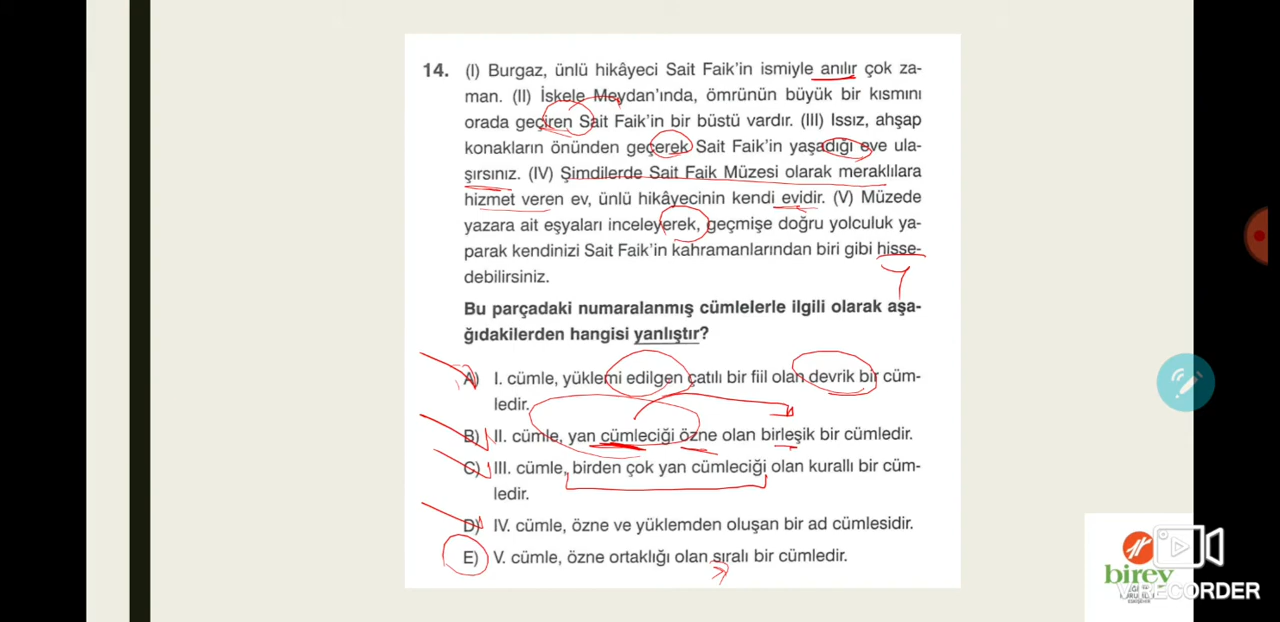 14. (I) Burgaz, ünlü hikâyeci Sait Faik'in ismiyle anılır çok za-
man. (II) İskele Meydan'ında, ömrünün büyük bir kısmını
orada geçiren Sait Faik'in bir büstü vardır. (III) Issız, ahşap
konakların önünden geçerek Sait Faik'in yaşadığı eve ula-
şırsınız. (IV) Şimdilerde Sait Faik Müzesi olarak meraklılara
hizmet veren ev, ünlü hikâyecinin kendi evidir. (V) Müzede
yazara ait eşyaları inceleyerek, geçmişe doğru yolculuk ya-
parak kendinizi Sait Faik'in kahramanlarından biri gibi hisse-
debilirsiniz.
Bu parçadaki numaralanmış cümlelerle ilgili olarak aşa-
ğıdakilerden hangisi yanlıştır?
A) I. cümle, yüklemi edilgen çatılı bir fiil olan devrik bir cüm-
ledir.
B) II. cümle, yan cümleciği özne olan birleşik bir cümledir.
C) III. cümle, birden çok yan cümleciği olan kurallı bir cüm-
ledir.
D) IV. cümle, özne ve yüklemden oluşan bir ad cümlesidir.
E) V. cümle, özne ortaklığı olan sıralı bir cümledir.
birey
RECORDER